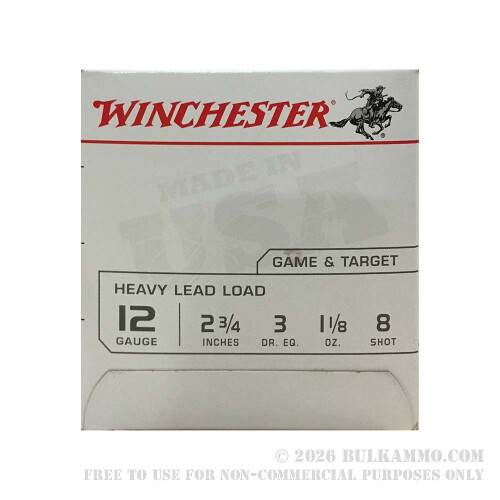 WINCHESTER
®
MADE IN
USA
GAME & TARGET
HEAVY LEAD LOAD
12 2 3/4 3 1 1/8 8
GAUGE INCHES DR. EQ. OZ. SHOT
© 2026 BULKAMMO.COM
FREE TO USE FOR NON-COMMERCIAL PURPOSES ONLY